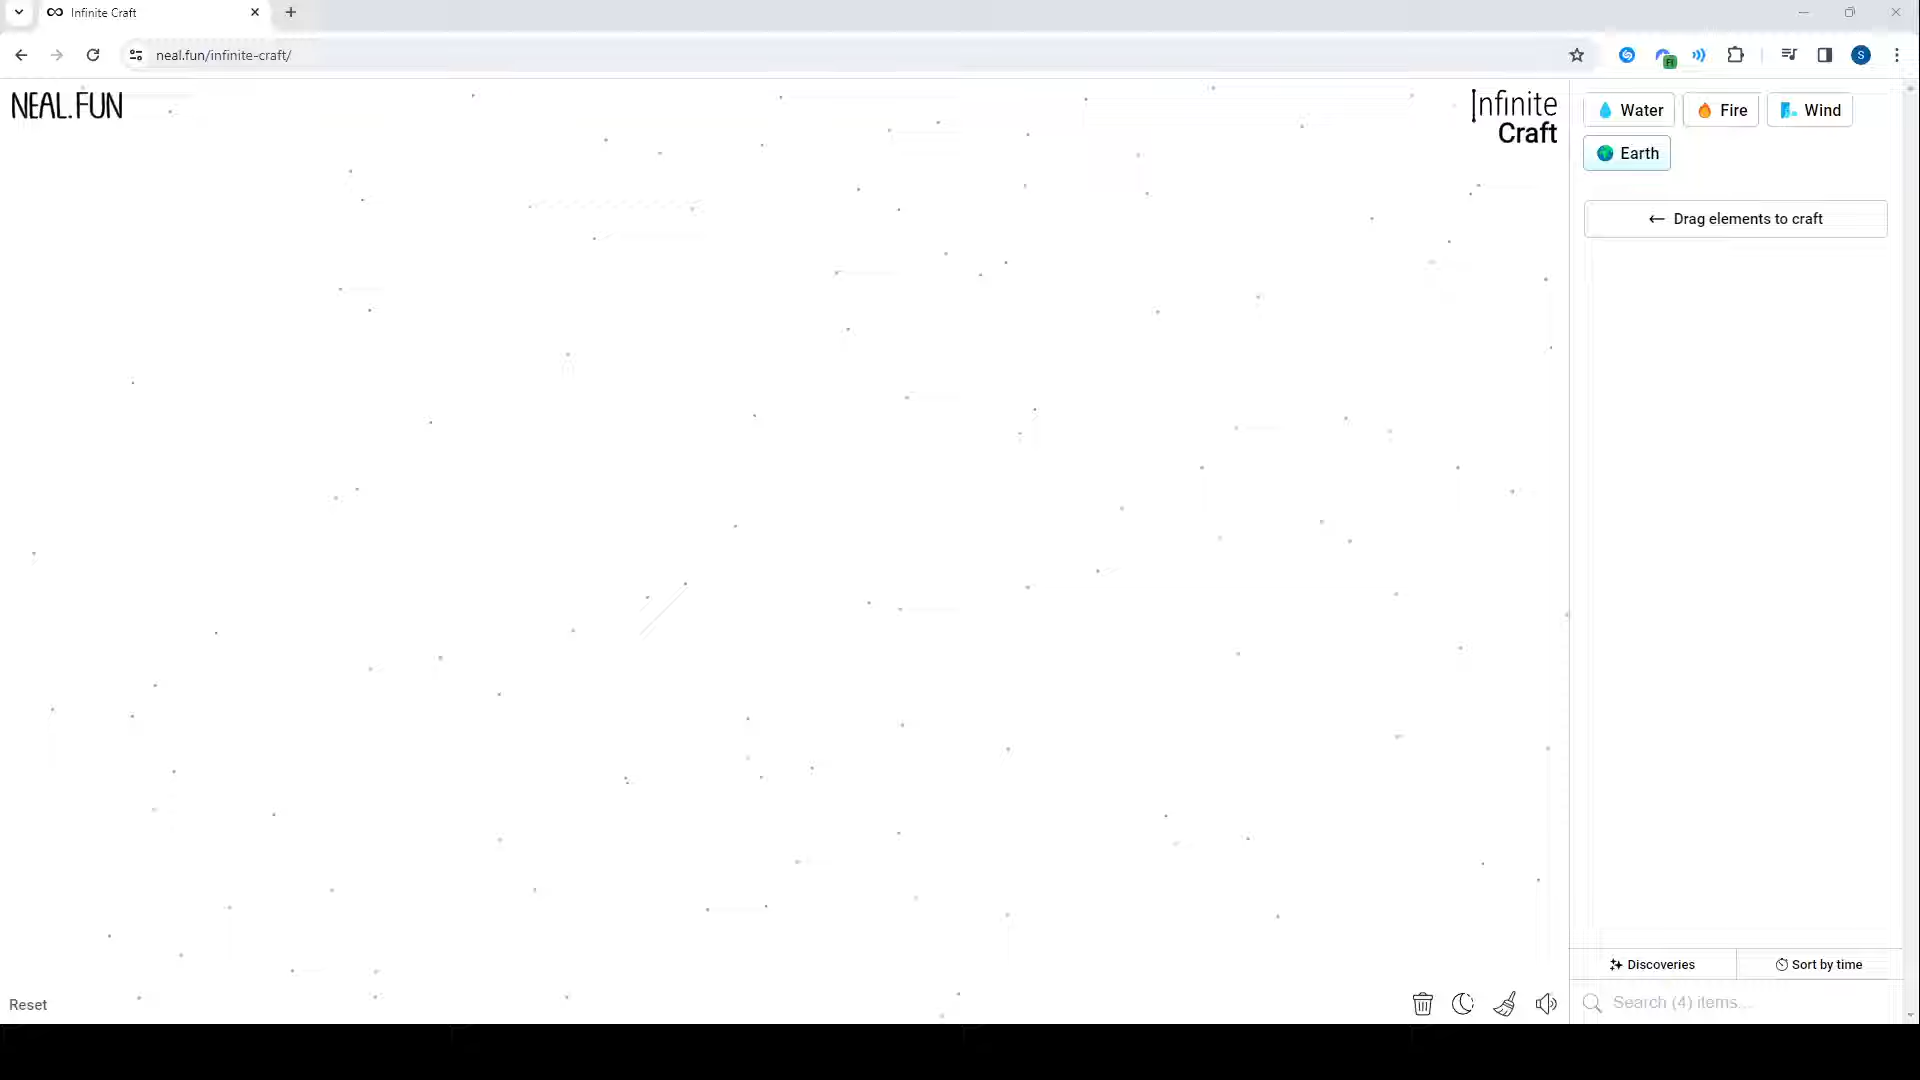 Infinite Craft
neal.fun/infinite-craft/
S
NEAL.FUN
Infinite
Craft
Water
Fire
Wind
Earth
← Drag elements to craft
Discoveries
Sort by time
Reset
Search (4) items...